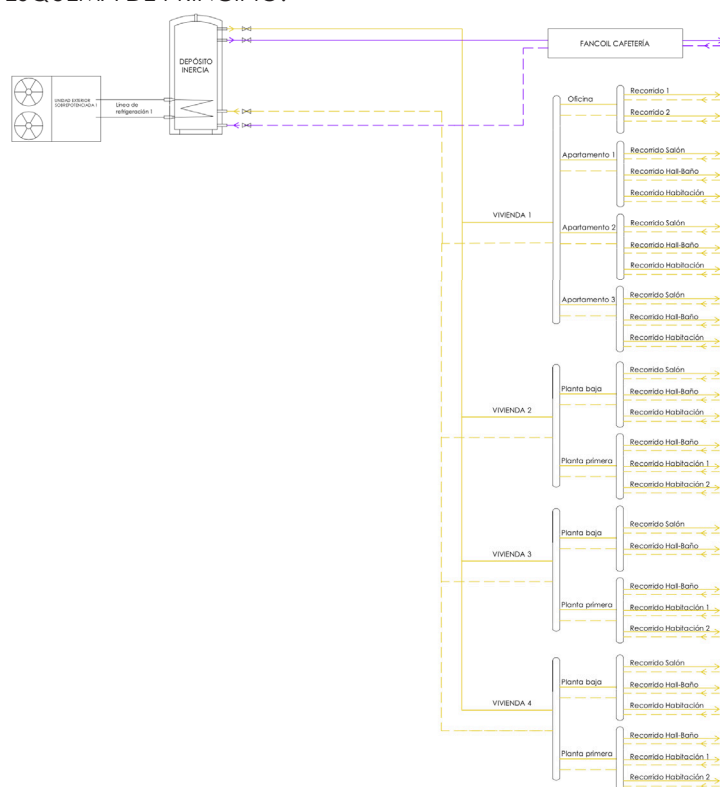 ESQUEMA DE PRINCIPIO:
DEPÓSITO
INERCIA
FANCOIL CAFETERÍA
UNIDAD EXTERIOR
SOBREPOTENCIADA 1
Línea de
refrigeración 1
VIVIENDA 1
Oficina
Recorrido 1
Recorrido 2
Apartamento 1
Recorrido Salón
Recorrido Hall-Baño
Recorrido Habitación
Apartamento 2
Recorrido Salón
Recorrido Hall-Baño
Recorrido Habitación
Apartamento 3
Recorrido Salón
Recorrido Hall-Baño
Recorrido Habitación
VIVIENDA 2
Planta baja
Recorrido Salón
Recorrido Hall-Baño
Recorrido Habitación
Planta primera
Recorrido Hall-Baño
Recorrido Habitación 1
Recorrido Habitación 2
VIVIENDA 3
Planta baja
Recorrido Salón
Recorrido Hall-Baño
Planta primera
Recorrido Hall-Baño
Recorrido Habitación 1
Recorrido Habitación 2
VIVIENDA 4
Planta baja
Recorrido Salón
Recorrido Hall-Baño
Recorrido Habitación
Planta primera
Recorrido Hall-Baño
Recorrido Habitación 1
Recorrido Habitación 2